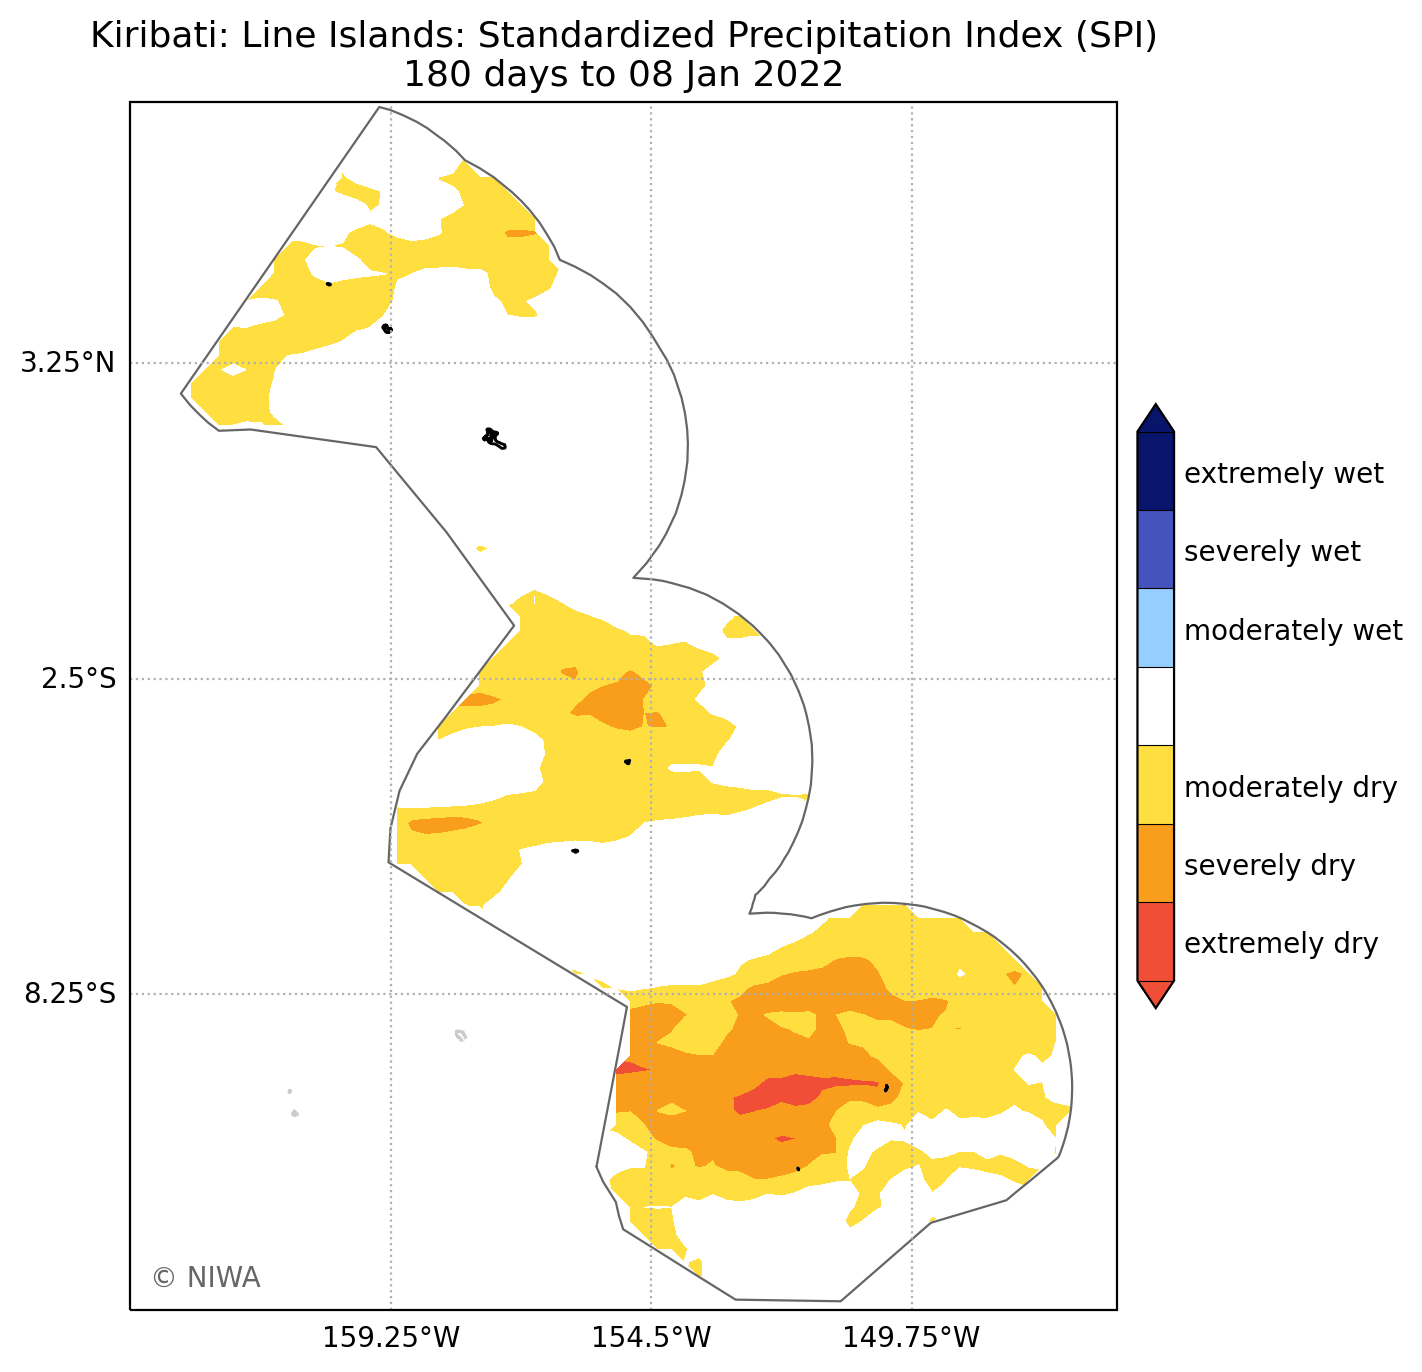 Kiribati: Line Islands: Standardized Precipitation Index (SPI)
180 days to 08 Jan 2022
3.25°N
2.5°S
8.25°S
159.25°W
154.5°W
149.75°W
extremely wet
severely wet
moderately wet
moderately dry
severely dry
extremely dry
© NIWA